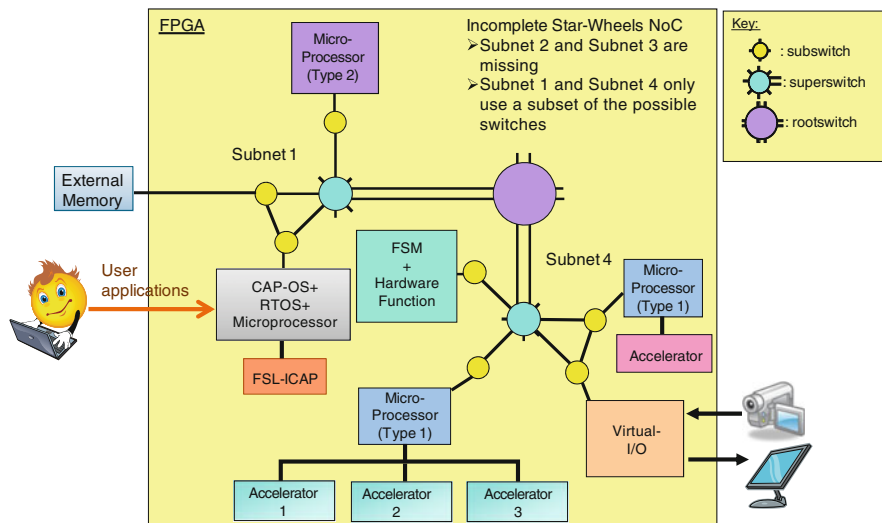 FPGA
Incomplete Star-Wheels NoC
➢Subnet 2 and Subnet 3 are
missing
➢Subnet 1 and Subnet 4 only
use a subset of the possible
switches
Key:
: subswitch
: superswitch
: rootswitch
Micro-
Processor
(Type 2)
Subnet 1
External
Memory
User
applications
CAP-OS+
RTOS+
Microprocessor
FSL-ICAP
FSM
+
Hardware
Function
Subnet 4
Micro-
Processor
(Type 1)
Accelerator
Micro-
Processor
(Type 1)
Virtual-
I/O
Accelerator
1
Accelerator
2
Accelerator
3